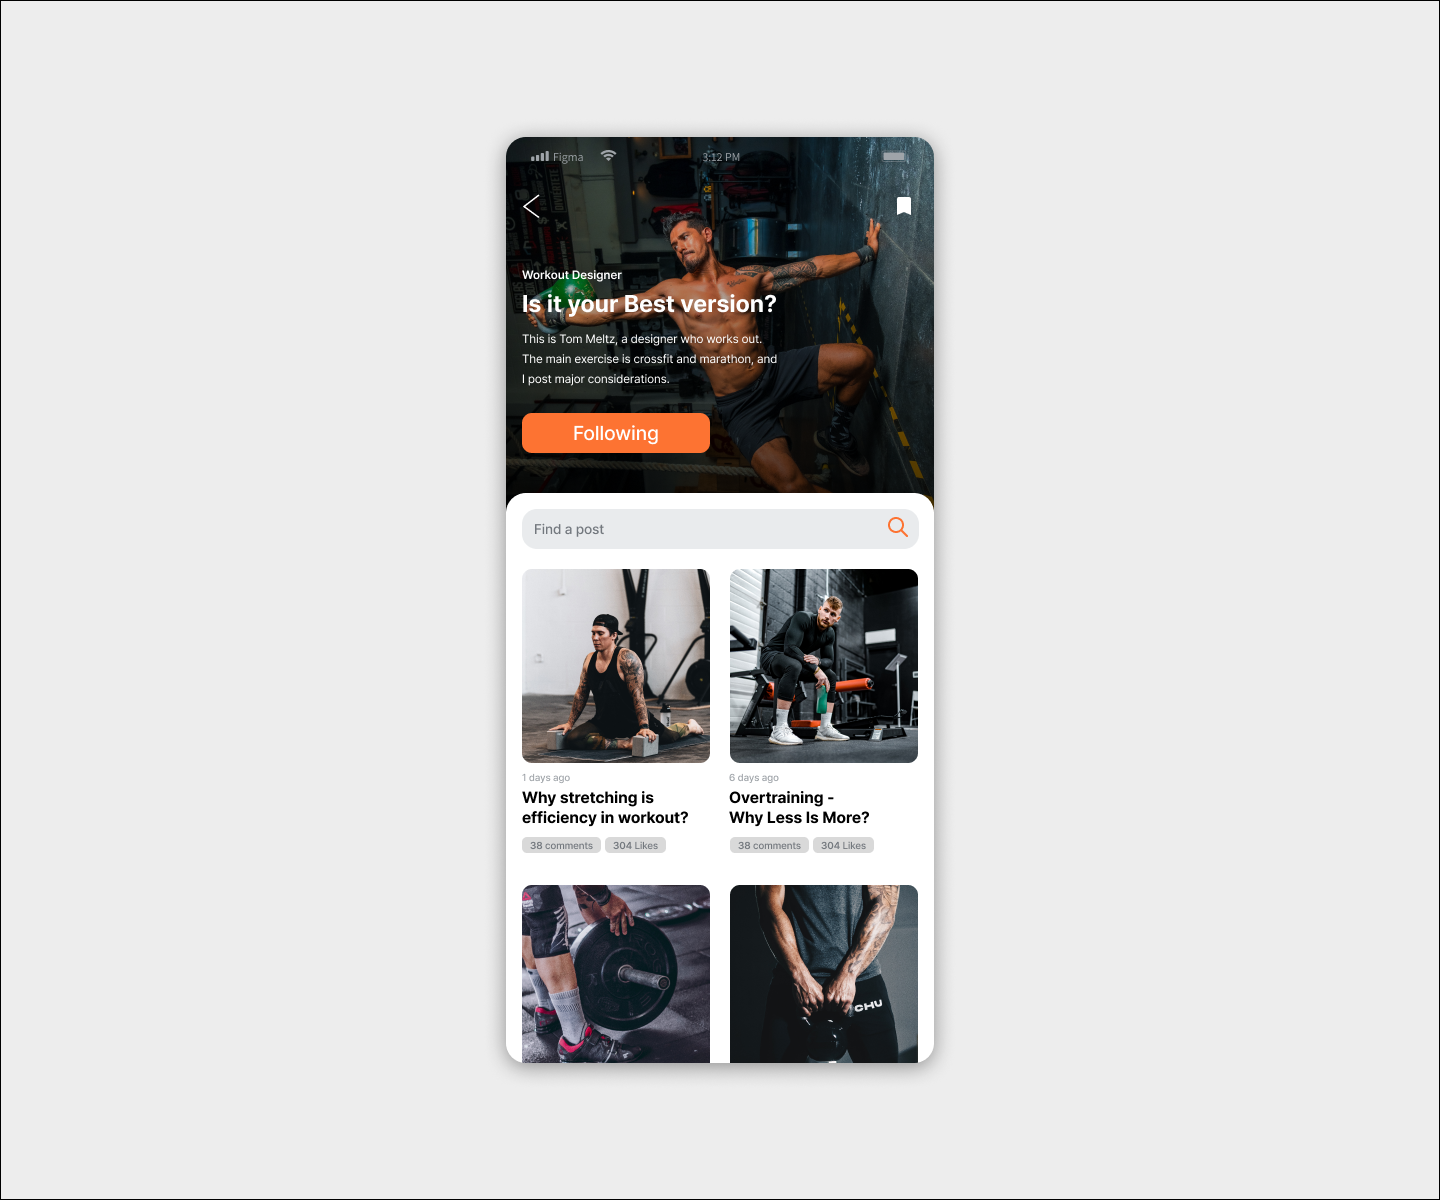 Figma
3:12 PM
Workout Designer
Is it your Best version?
This is Tom Meltz, a designer who works out.
The main exercise is crossfit and marathon, and
I post major considerations.
Following
Find a post
1 days ago
Why stretching is
efficiency in workout?
38 comments
304 Likes
6 days ago
Overtraining -
Why Less Is More?
38 comments
304 Likes
CHU